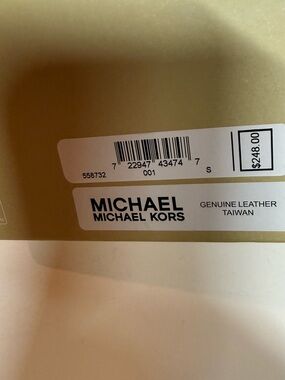 7 22947 43474 7
558732 001 S
$248.00
MICHAEL
MICHAEL KORS
GENUINE LEATHER
TAIWAN